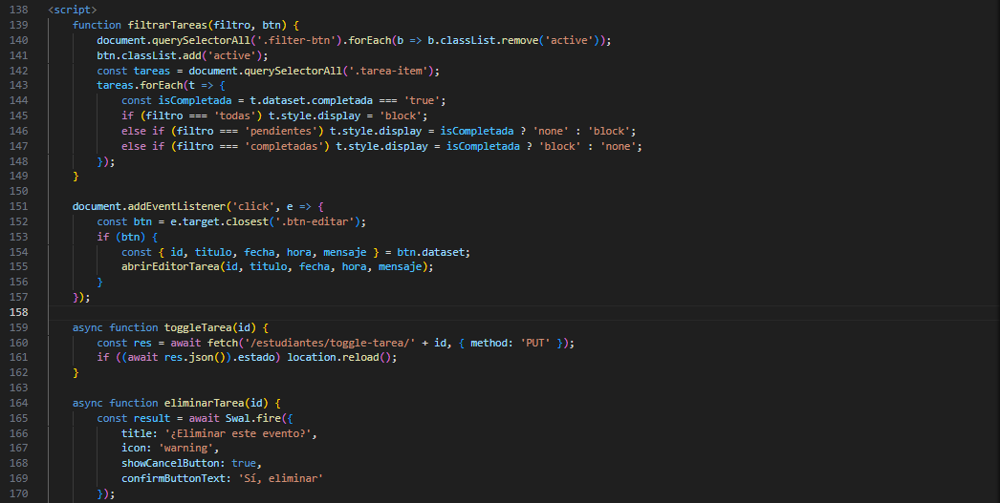 138 <script>
139 function filtrarTareas(filtro, btn) {
140 document.querySelectorAll('.filter-btn').forEach(b => b.classList.remove('active'));
141 btn.classList.add('active');
142 const tareas = document.querySelectorAll('.tarea-item');
143 tareas.forEach(t => {
144 const isCompletada = t.dataset.completada === 'true';
145 if (filtro === 'todas') t.style.display = 'block';
146 else if (filtro === 'pendientes') t.style.display = isCompletada ? 'none' : 'block';
147 else if (filtro === 'completadas') t.style.display = isCompletada ? 'block' : 'none';
148 });
149 }
150
151 document.addEventListener('click', e => {
152 const btn = e.target.closest('.btn-editar');
153 if (btn) {
154 const { id, titulo, fecha, hora, mensaje } = btn.dataset;
155 abrirEditorTarea(id, titulo, fecha, hora, mensaje);
156 }
157 });
158
159 async function toggleTarea(id) {
160 const res = await fetch('/estudiantes/toggle-tarea/' + id, { method: 'PUT' });
161 if ((await res.json()).estado) location.reload();
162 }
163
164 async function eliminarTarea(id) {
165 const result = await Swal.fire({
166 title: '¿Eliminar este evento?',
167 icon: 'warning',
168 showCancelButton: true,
169 confirmButtonText: 'Sí, eliminar'
170 });